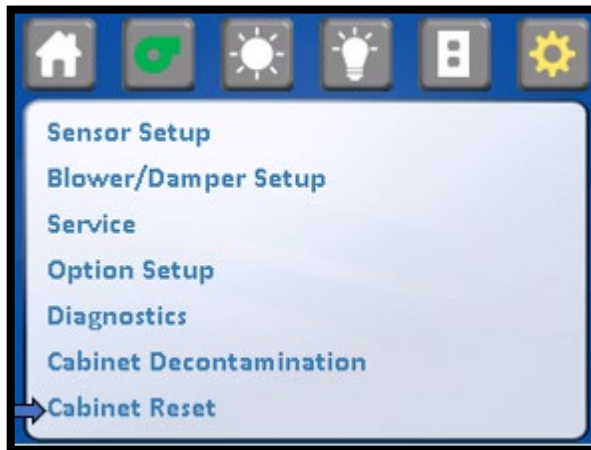 Sensor Setup
Blower/Damper Setup
Service
Option Setup
Diagnostics
Cabinet Decontamination
Cabinet Reset